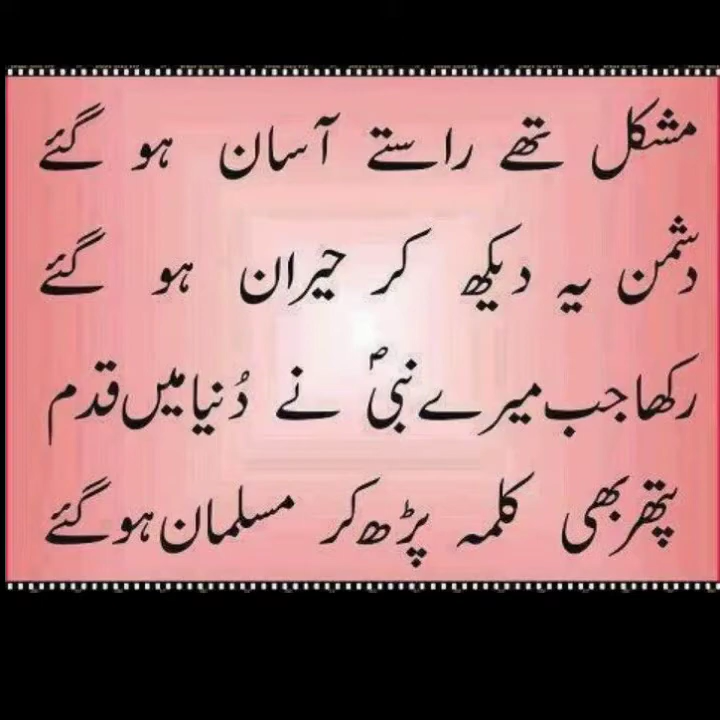 مشکل تھے راستے آسان ہو گئے
دشمن یہ دیکھ کر حیران ہو گئے
رکھا جب میرے نبیؐ نے دُنیا میں قدم
پتھر بھی کلمہ پڑھ کر مسلمان ہو گئے